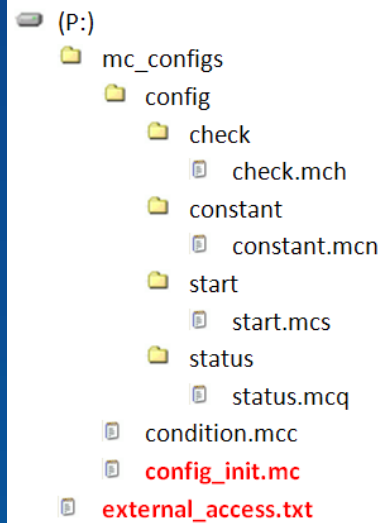 (P:)
mc_configs
config
check
check.mch
constant
constant.mcn
start
start.mcs
status
status.mcq
condition.mcc
config_init.mc
external_access.txt